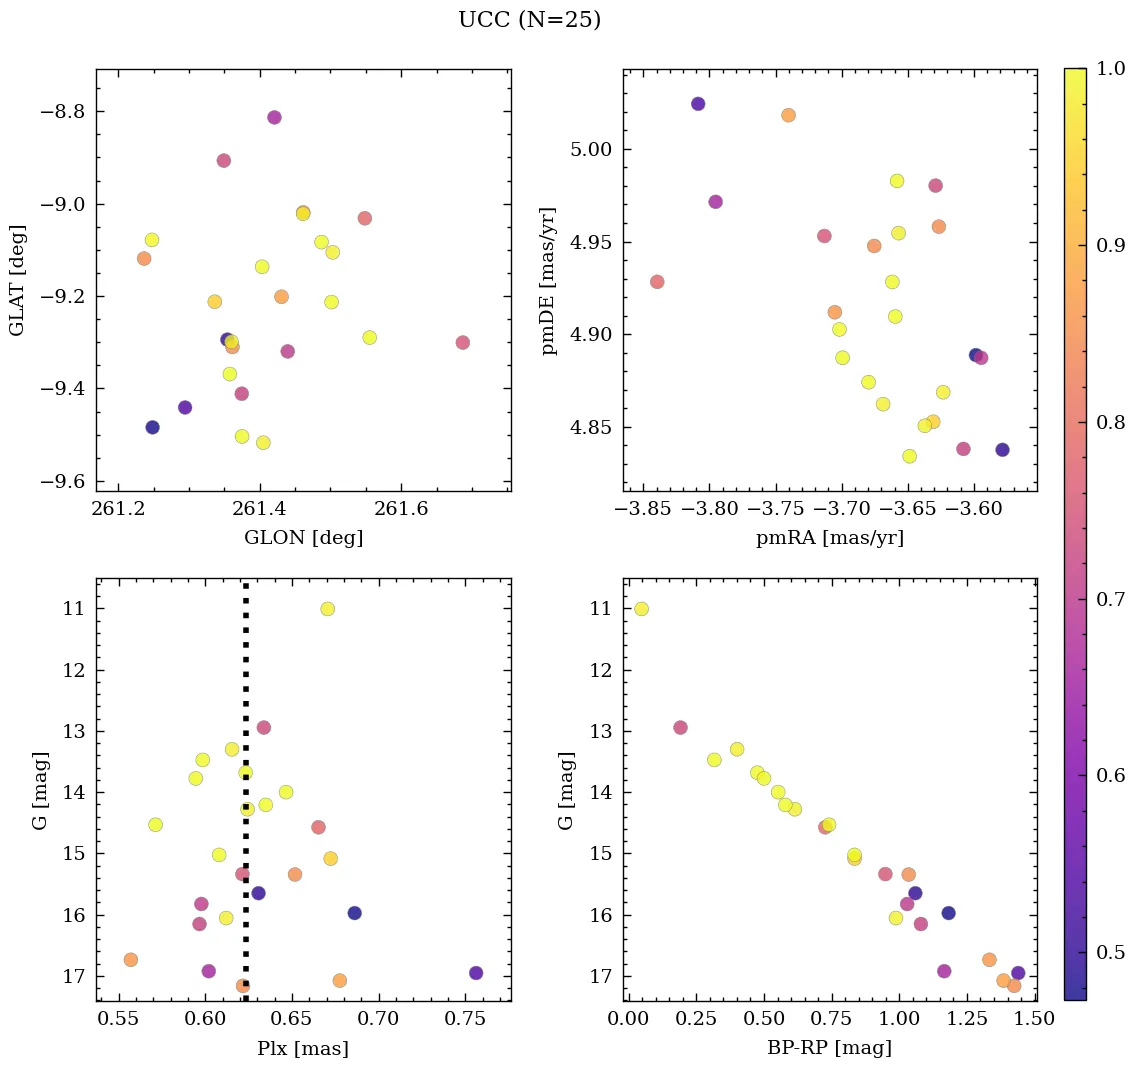 UCC (N=25)
−8.8
−9.0
−9.2
−9.4
−9.6
GLAT [deg]
261.2 261.4 261.6
GLON [deg]
5.00
4.95
4.90
4.85
pmDE [mas/yr]
−3.85 −3.80 −3.75 −3.70 −3.65 −3.60
pmRA [mas/yr]
11
12
13
14
15
16
17
G [mag]
0.55 0.60 0.65 0.70 0.75
Plx [mas]
11
12
13
14
15
16
17
G [mag]
0.00 0.25 0.50 0.75 1.00 1.25 1.50
BP-RP [mag]
1.0
0.9
0.8
0.7
0.6
0.5